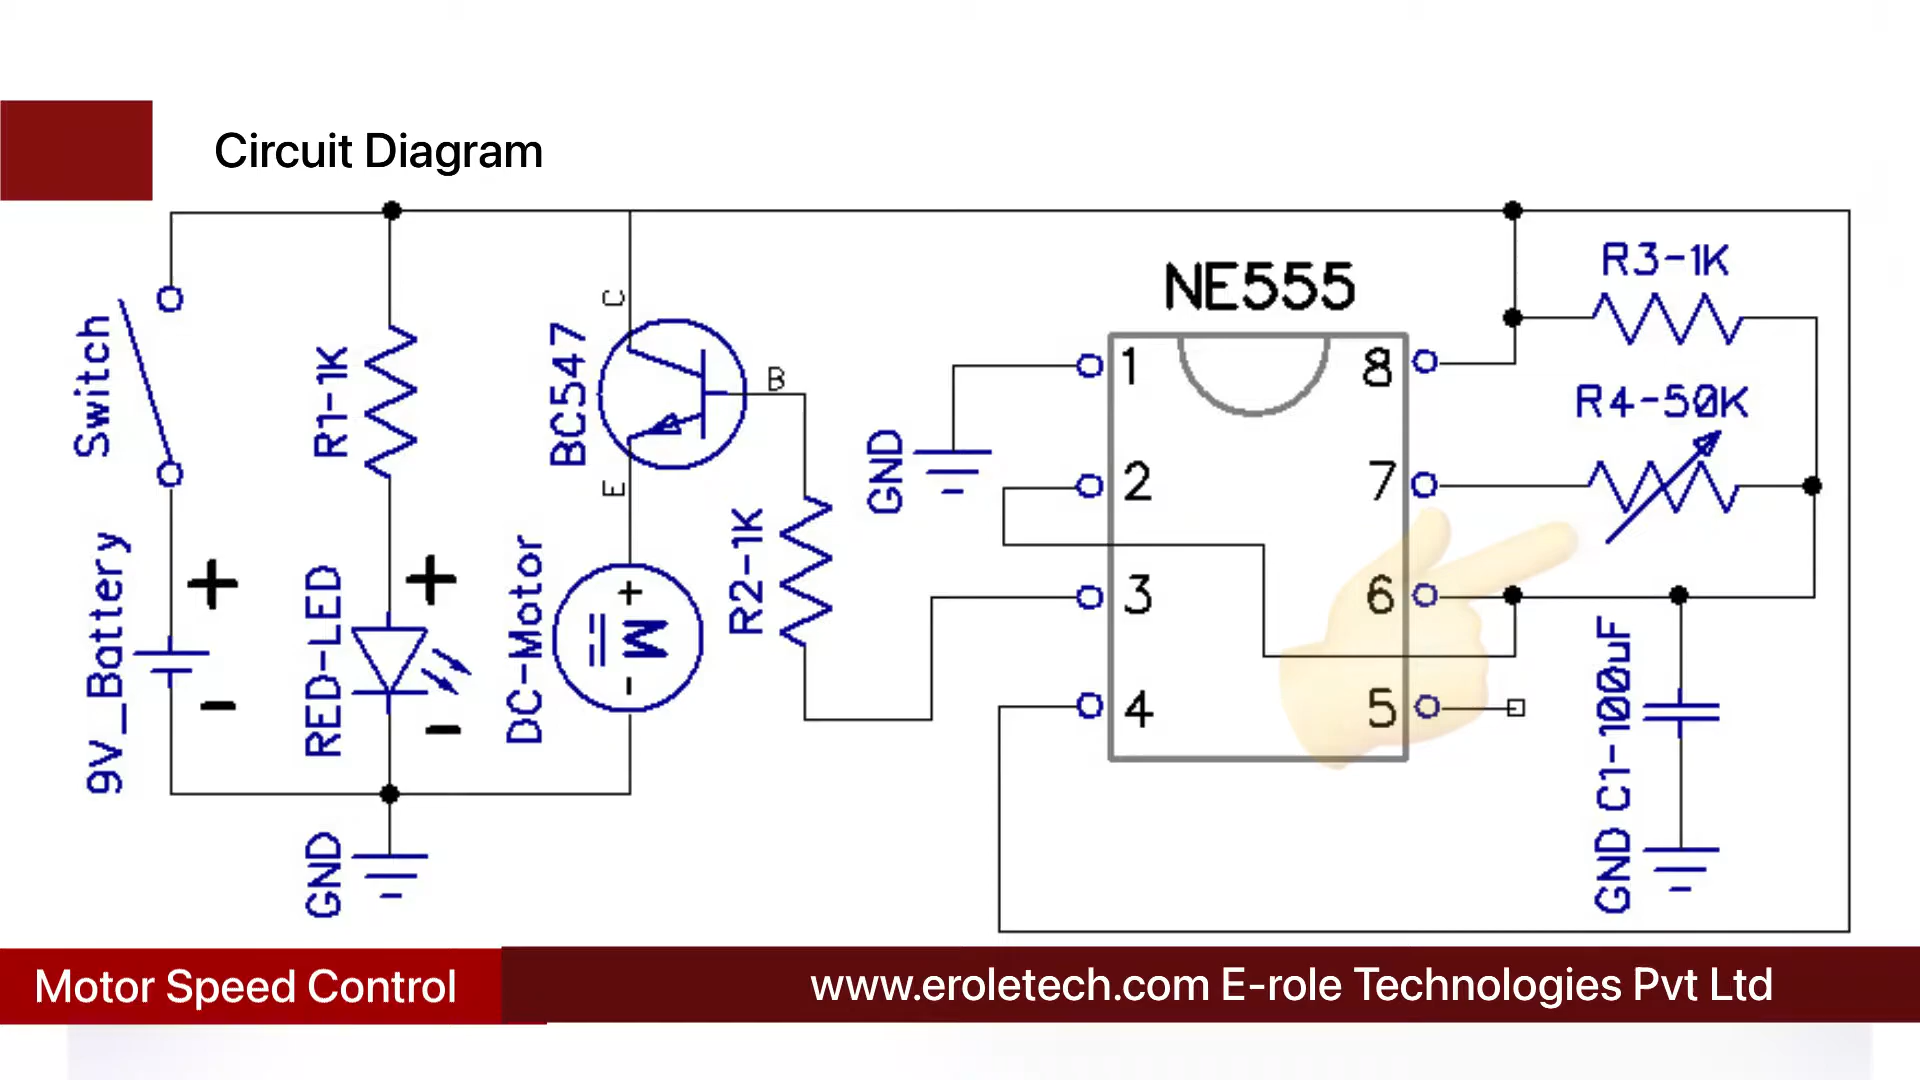 Circuit Diagram
Switch
9V_Battery
+
-
R1-1K
RED-LED
+
-
GND
BC547
C
B
E
DC-Motor
+
M
-
R2-1K
GND
NE555
1
2
3
4
8
7
6
5
R3-1K
R4-50K
C1-100uF
GND
Motor Speed Control
www.eroletech.com E-role Technologies Pvt Ltd